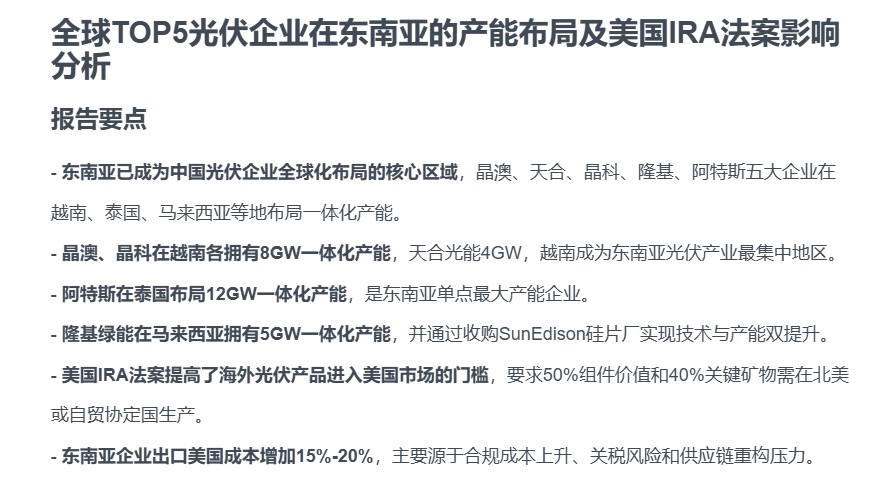 全球TOP5光伏企业在东南亚的产能布局及美国IRA法案影响
分析
报告要点
- 东南亚已成为中国光伏企业全球化布局的核心区域，晶澳、天合、晶科、隆基、阿特斯五大企业在
越南、泰国、马来西亚等地布局一体化产能。
- 晶澳、晶科在越南各拥有8GW一体化产能，天合光能4GW，越南成为东南亚光伏产业最集中地区。
- 阿特斯在泰国布局12GW一体化产能，是东南亚单点最大产能企业。
- 隆基绿能在马来西亚拥有5GW一体化产能，并通过收购SunEdison硅片厂实现技术与产能双提升。
- 美国IRA法案提高了海外光伏产品进入美国市场的门槛，要求50%组件价值和40%关键矿物需在北美
或自贸协定国生产。
- 东南亚企业出口美国成本增加15%-20%，主要源于合规成本上升、关税风险和供应链重构压力。